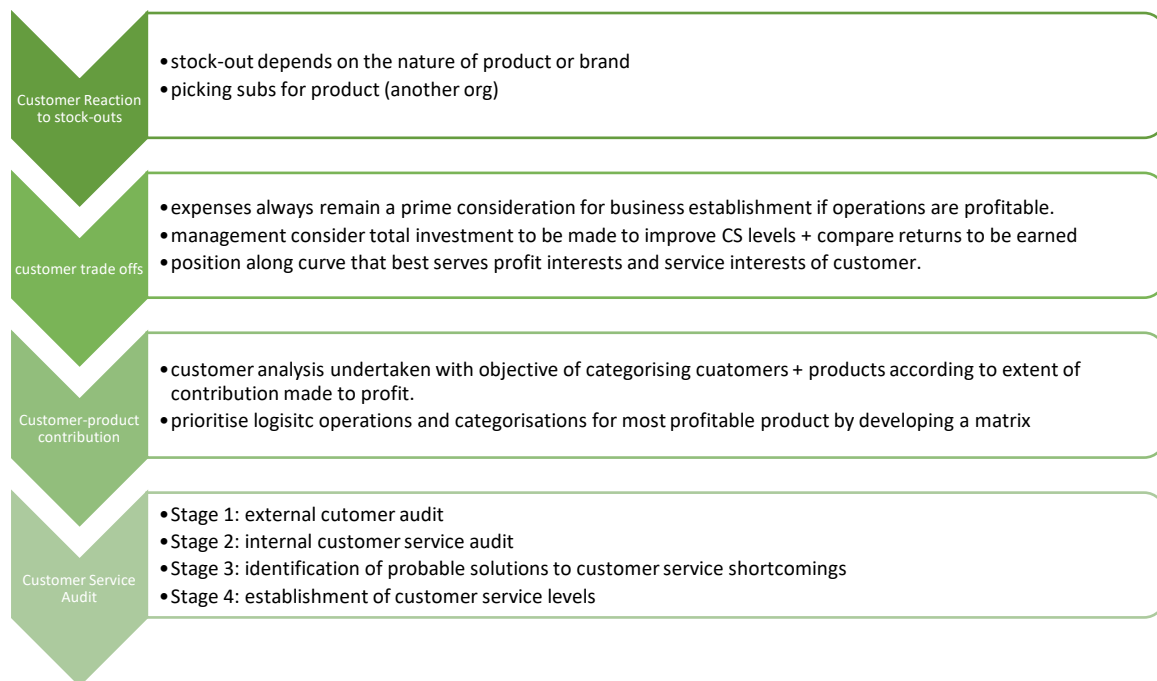 Customer Reaction
to stock-outs
•stock-out depends on the nature of product or brand
•picking subs for product (another org)
customer trade offs
•expenses always remain a prime consideration for business establishment if operations are profitable.
•management consider total investment to be made to improve CS levels + compare returns to be earned
•position along curve that best serves profit interests and service interests of customer.
Customer-product
contribution
•customer analysis undertaken with objective of categorising cuatomers + products according to extent of
contribution made to profit.
•prioritise logisitc operations and categorisations for most profitable product by developing a matrix
Customer Service
Audit
•Stage 1: external cutomer audit
•Stage 2: internal customer service audit
•Stage 3: identification of probable solutions to customer service shortcomings
•Stage 4: establishment of customer service levels